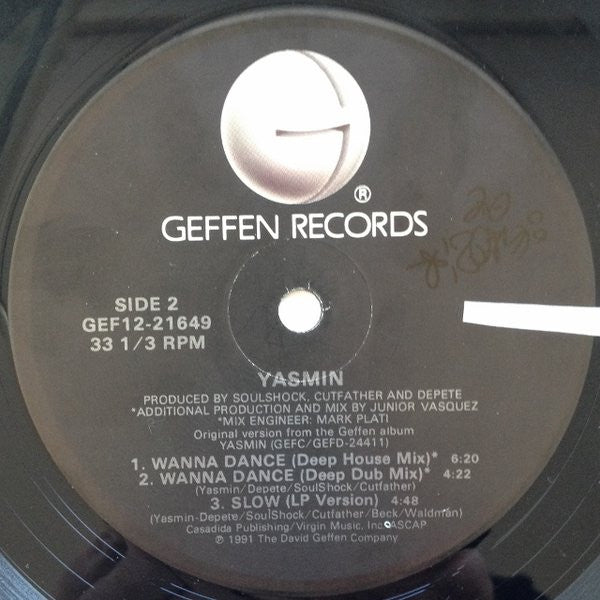 ®
GEFFEN RECORDS
SIDE 2
GEF12-21649
33 1/3 RPM
YASMIN
PRODUCED BY SOULSHOCK, CUTFATHER AND DEPETE
*ADDITIONAL PRODUCTION AND MIX BY JUNIOR VASQUEZ
*MIX ENGINEER: MARK PLATI
Original version from the Geffen album
YASMIN (GEFC/GEFD-24411)
1. WANNA DANCE (Deep House Mix)* 6:20
2. WANNA DANCE (Deep Dub Mix)* 4:22
(Yasmin/Depete/SoulShock/Cutfather)
3. SLOW (LP Version) 4:48
(Yasmin-Depete/SoulShock/Cutfather/Beck/Waldman)
Casadida Publishing/Virgin Music, Inc. ASCAP
℗ 1991 The David Geffen Company